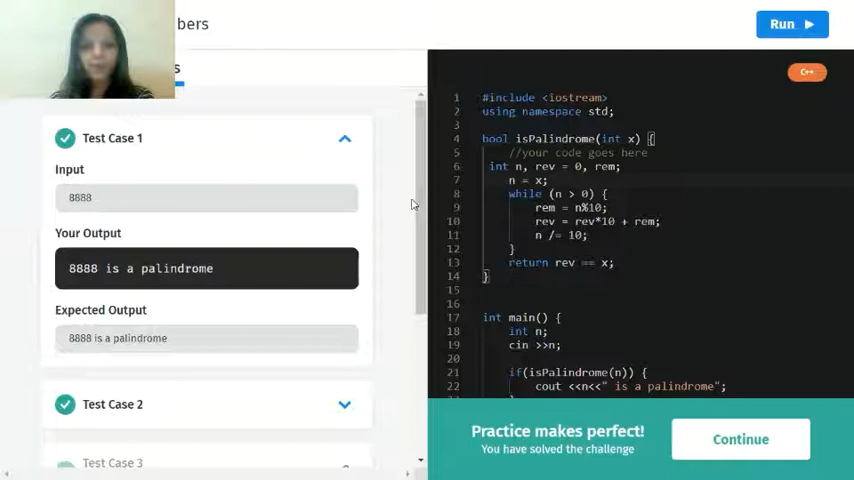 bers
Run
s
Test Case 1
Input
8888
Your Output
8888 is a palindrome
Expected Output
8888 is a palindrome
Test Case 2
Test Case 3
C++
1 #include <iostream>
2 using namespace std;
3
4 bool isPalindrome(int x) {
5 //your code goes here
6 int n, rev = 0, rem;
7 n = x;
8 while (n > 0) {
9 rem = n%10;
10 rev = rev*10 + rem;
11 n /= 10;
12 }
13 return rev == x;
14 }
15
16
17 int main() {
18 int n;
19 cin >>n;
20
21 if(isPalindrome(n)) {
22 cout <<n<<" is a palindrome";
Practice makes perfect!
You have solved the challenge
Continue